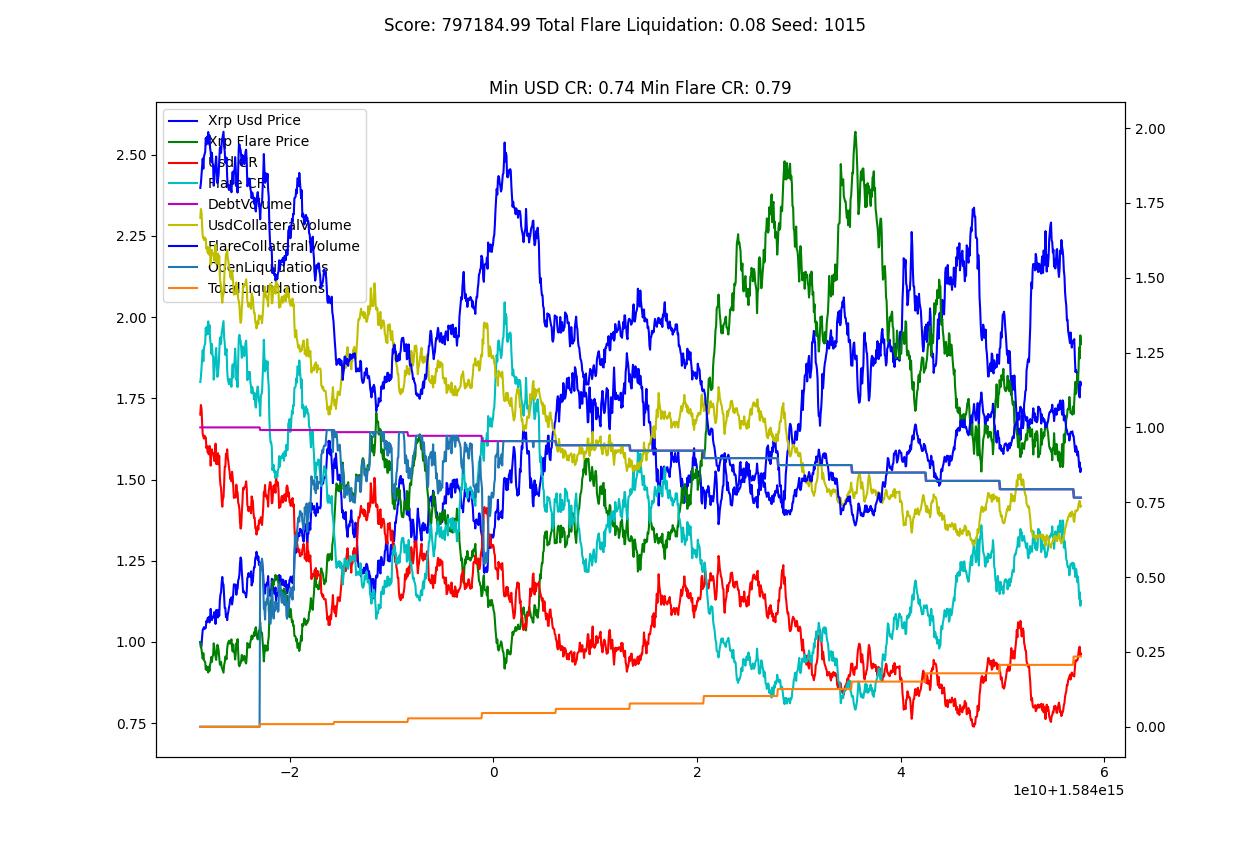 Score: 797184.99 Total Flare Liquidation: 0.08 Seed: 1015
Min USD CR: 0.74 Min Flare CR: 0.79
Xrp Usd Price
Xrp Flare Price
Usd CR
Flare CR
DebtVolume
UsdCollateralVolume
FlareCollateralVolume
OpenLiquidations
TotalLiquidations
2.50
2.25
2.00
1.75
1.50
1.25
1.00
0.75
2.00
1.75
1.50
1.25
1.00
0.75
0.50
0.25
0.00
−2 0 2 4 6
1e10+1.584e15